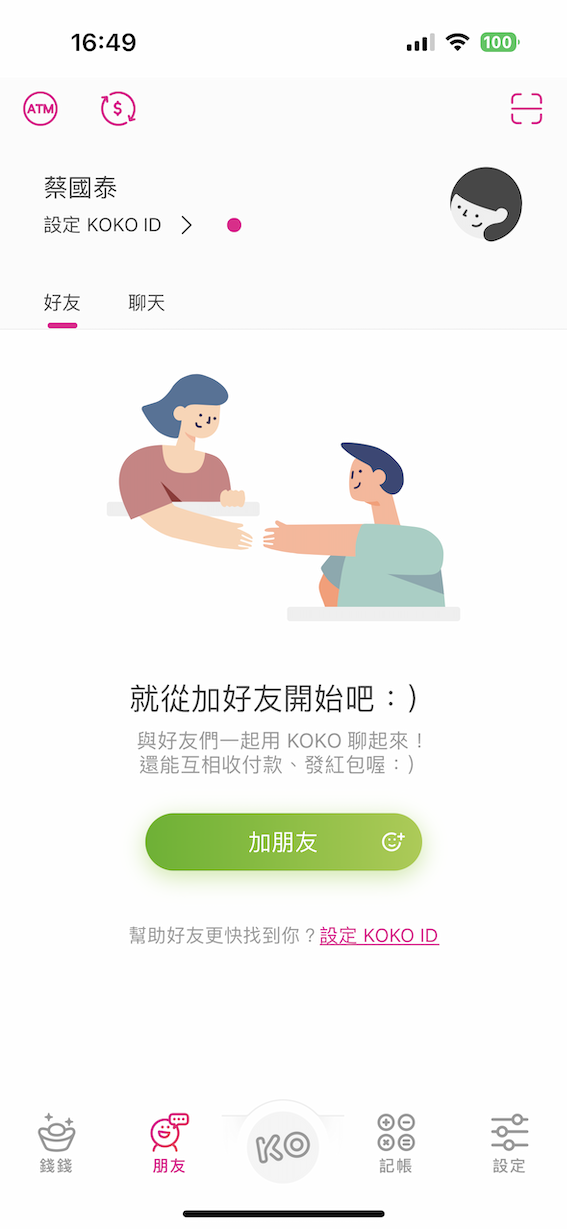 16:49
100
ATM
$
蔡國泰
設定 KOKO ID
好友
聊天
就從加好友開始吧：)
與好友們一起用 KOKO 聊起來！
還能互相收付款、發紅包喔：)
加朋友
幫助好友更快找到你？設定 KOKO ID
KO
錢錢
朋友
記帳
設定